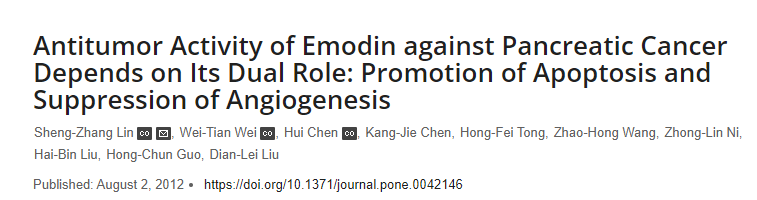 Antitumor Activity of Emodin against Pancreatic Cancer
Depends on Its Dual Role: Promotion of Apoptosis and
Suppression of Angiogenesis
Sheng-Zhang Lin co, Wei-Tian Wei co, Hui Chen co, Kang-Jie Chen, Hong-Fei Tong, Zhao-Hong Wang, Zhong-Lin Ni,
Hai-Bin Liu, Hong-Chun Guo, Dian-Lei Liu
Published: August 2, 2012 • https://doi.org/10.1371/journal.pone.0042146